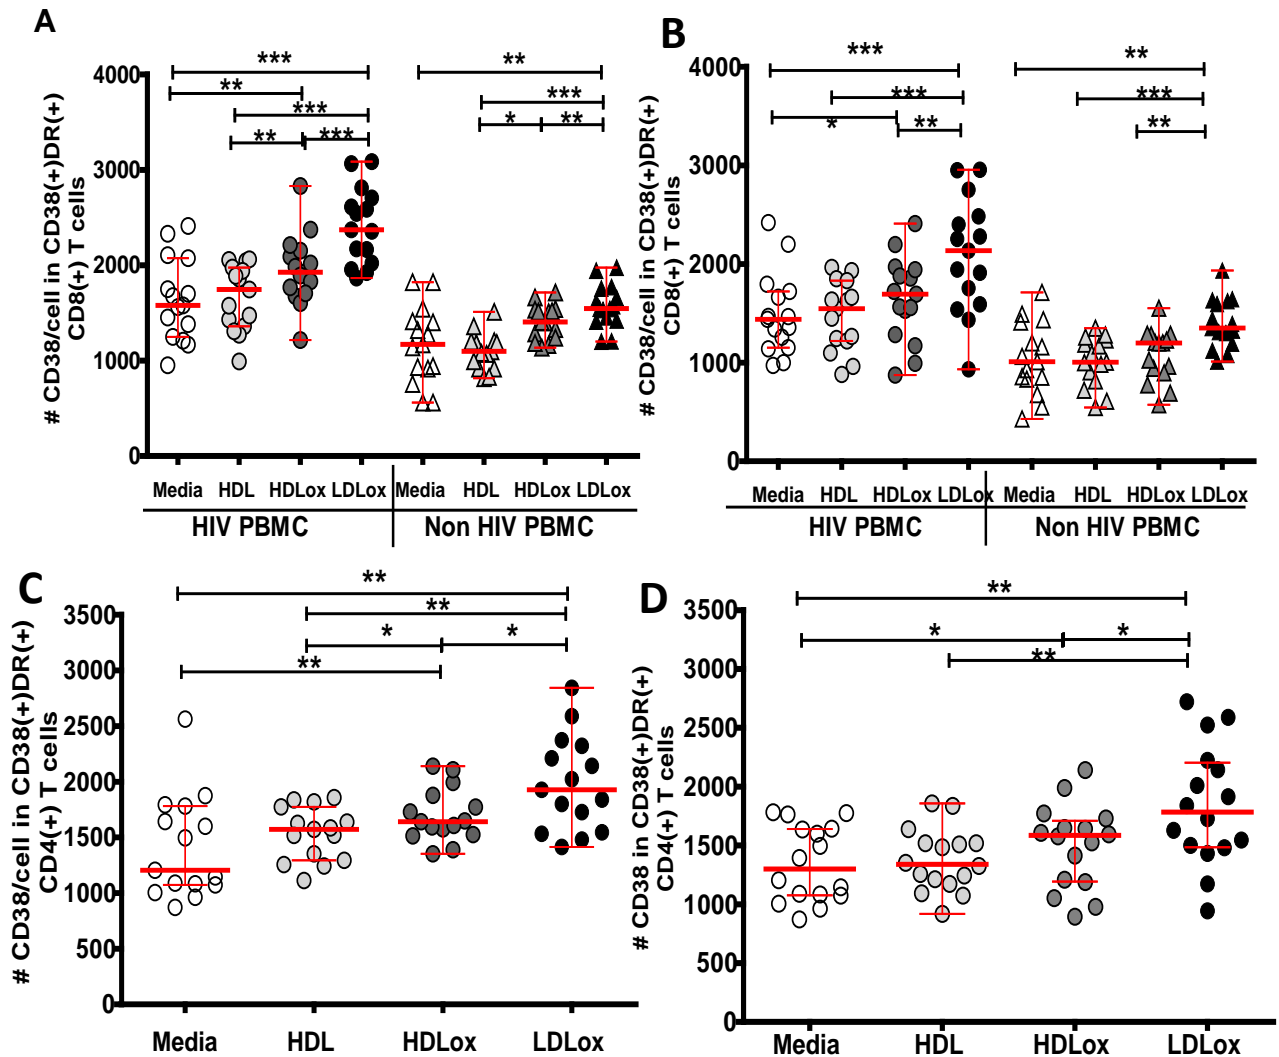 A
# CD38/cell in CD38(+)DR(+)
CD8(+) T cells
4000
3000
2000
1000
0
***
**
***
**
***
**
***
*
**
Media HDL HDLox LDLox Media HDL HDLox LDLox
HIV PBMC Non HIV PBMC
B
# CD38/cell in CD38(+)DR(+)
CD8(+) T cells
4000
3000
2000
1000
0
***
***
*
**
**
***
**
Media HDL HDLox LDLox Media HDL HDLox LDLox
HIV PBMC Non HIV PBMC
C
# CD38/cell in CD38(+)DR(+)
CD4(+) T cells
3500
3000
2500
2000
1500
1000
500
0
**
**
*
*
**
Media HDL HDLox LDLox
D
# CD38 in CD38(+)DR(+)
CD4(+) T cells
3500
3000
2500
2000
1500
1000
500
0
**
*
*
**
Media HDL HDLox LDLox